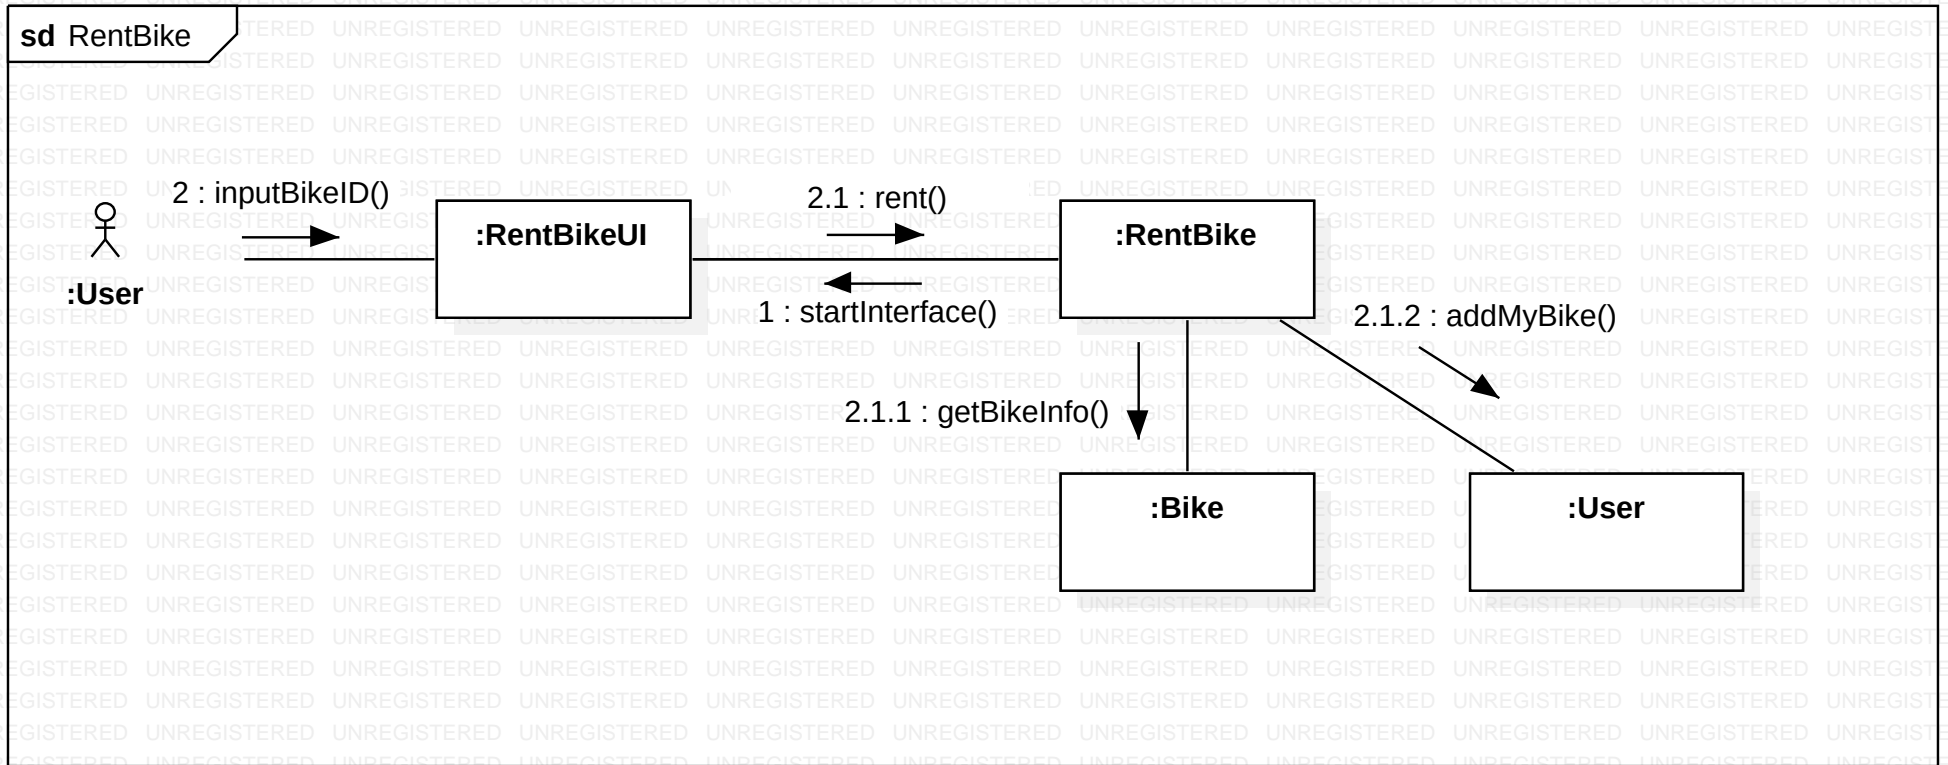 sd RentBike
2 : inputBikeID()
2.1 : rent()
:RentBikeUI
:RentBike
:User
1 : startInterface()
2.1.2 : addMyBike()
2.1.1 : getBikeInfo()
:Bike
:User
UNREGISTERED